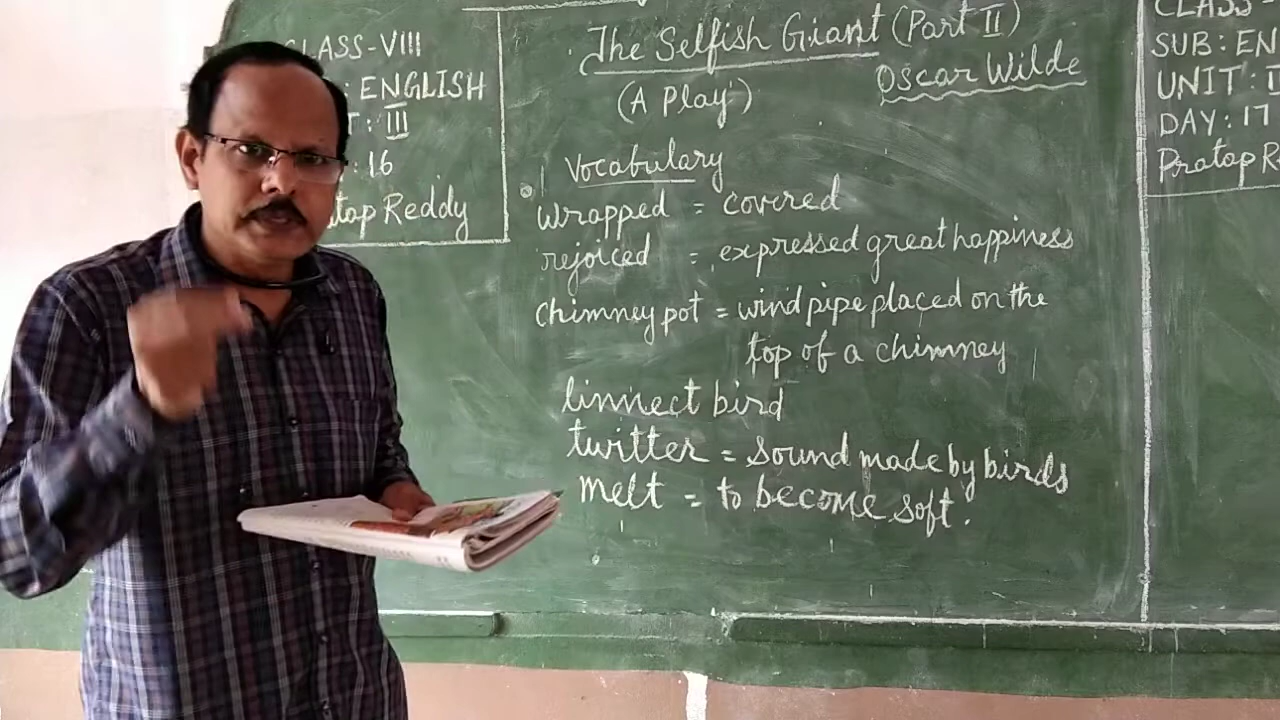 CLASS-VIII
: ENGLISH
: III
: 16
Reddy
The Selfish Giant (Part II)
(A Play)
Oscar Wilde
Vocabulary
wrapped = covered
rejoiced = expressed great happiness
chimney pot = wind pipe placed on the
top of a chimney
linnect bird
twitter = sound made by birds
melt = to become soft.
CLASS-
SUB: EN
UNIT:
DAY: 17
Pratap Re